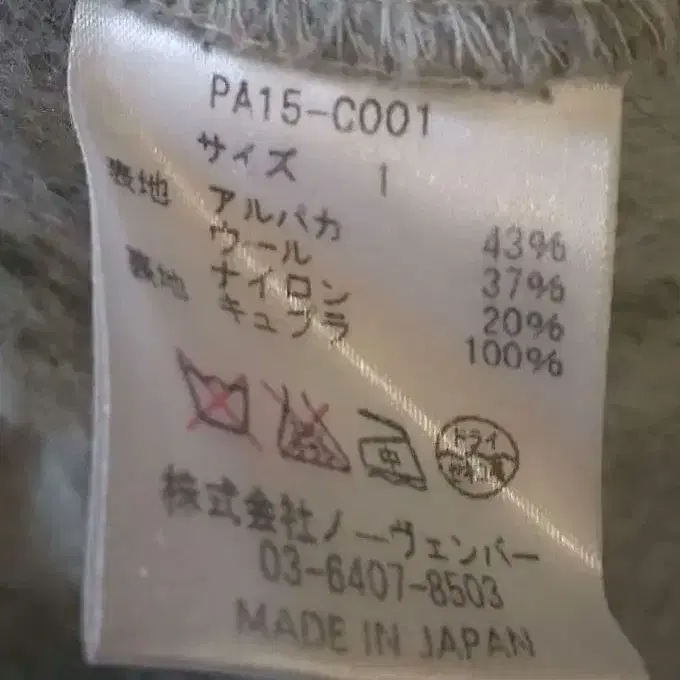 PA15-C001
サイズ 1
表地 アルパカ 43%
ウール 37%
ナイロン 20%
裏地 キュプラ 100%
中
ドライ
株式会社ノーヴェンバー
03-6407-8503
MADE IN JAPAN